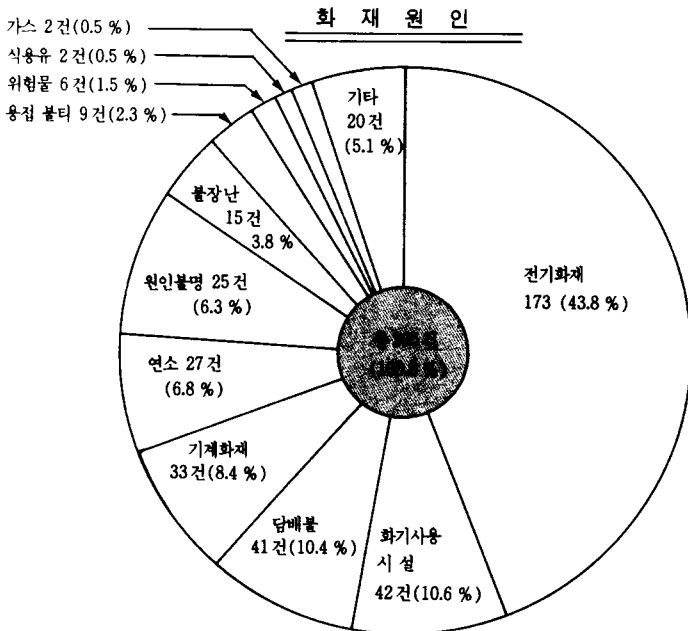 화 재 원 인
가스 2건(0.5 %)
식용유 2건(0.5 %)
위험물 6건(1.5 %)
용접 불티 9건(2.3 %)
기타
20건
(5.1 %)
불장난
15건
3.8 %
원인불명 25건
(6.3 %)
연소 27건
(6.8 %)
기계화재
33건(8.4 %)
담배불
41건(10.4 %)
화기사용
시 설
42건(10.6 %)
전기화재
173 (43.8 %)